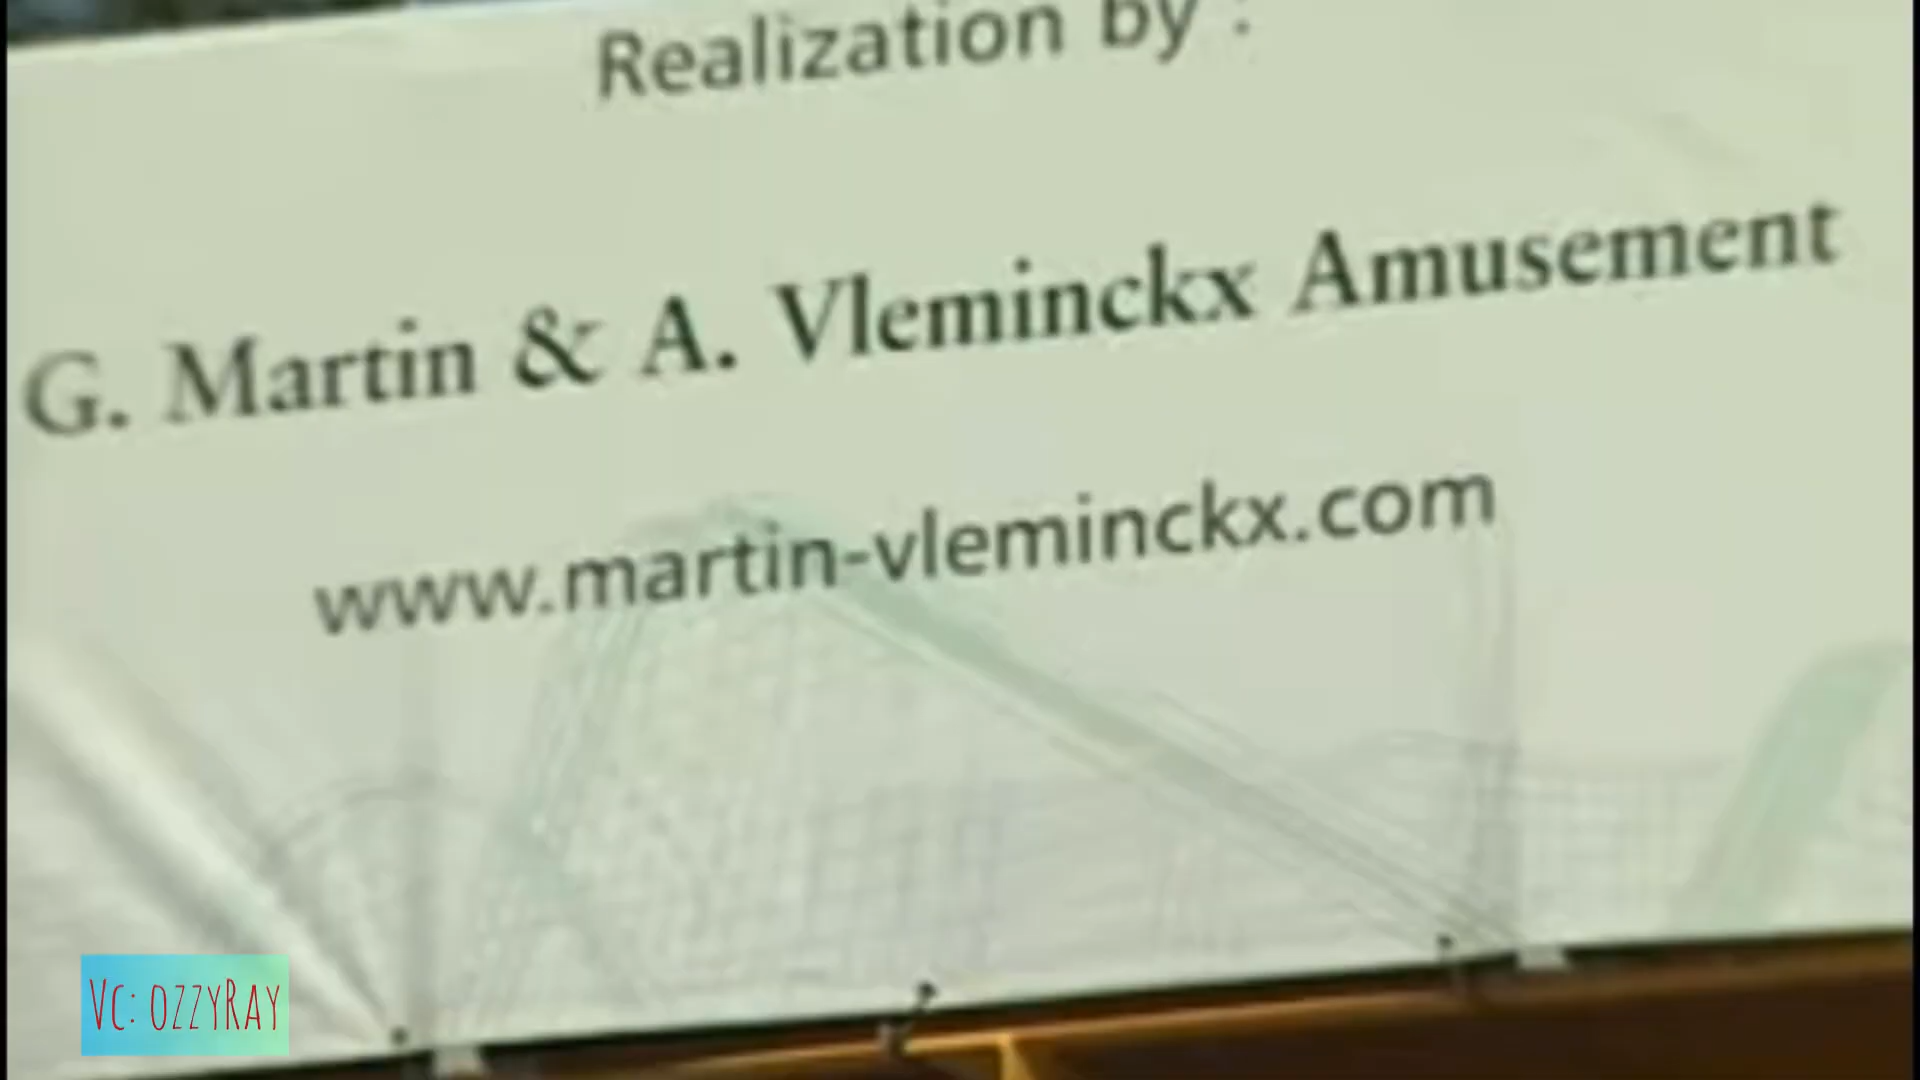 Realization by :
G. Martin & A. Vleminckx Amusement
www.martin-vleminckx.com
Vc: OZZYRAY